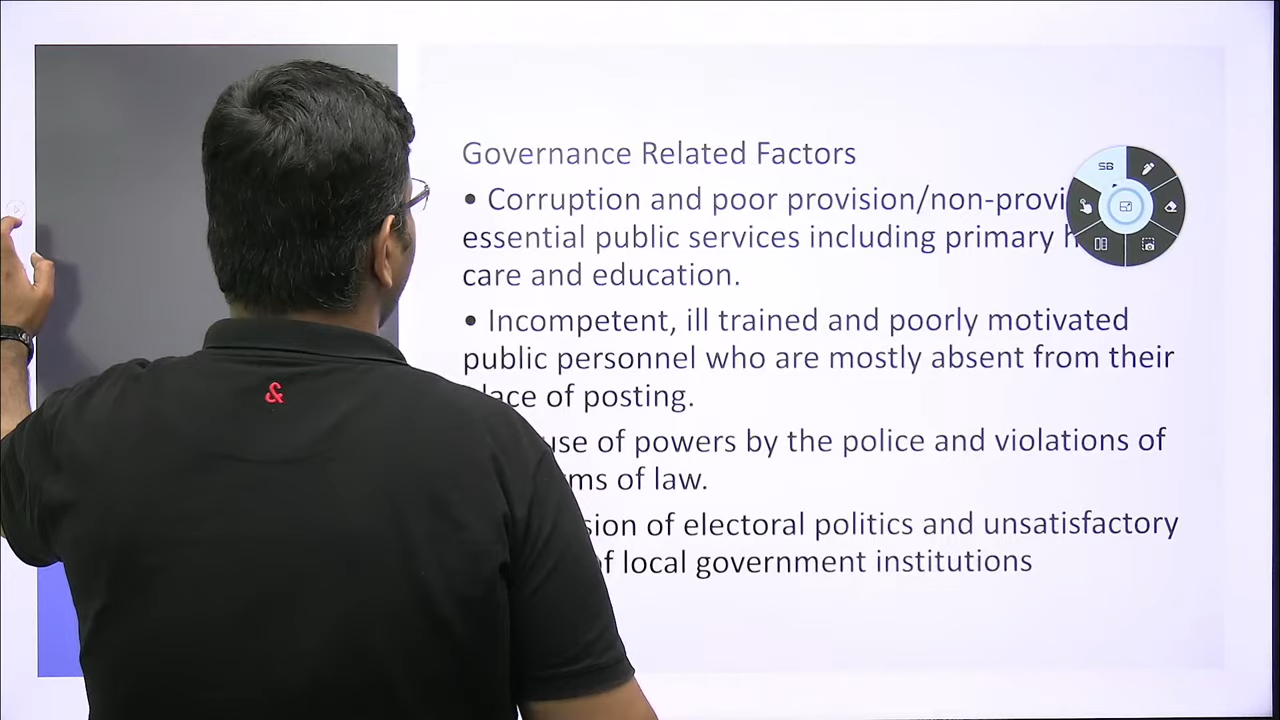 Governance Related Factors
• Corruption and poor provision/non-provi
essential public services including primary h
care and education.
• Incompetent, ill trained and poorly motivated
public personnel who are mostly absent from their
lace of posting.
use of powers by the police and violations of
ms of law.
sion of electoral politics and unsatisfactory
f local government institutions
SB
&